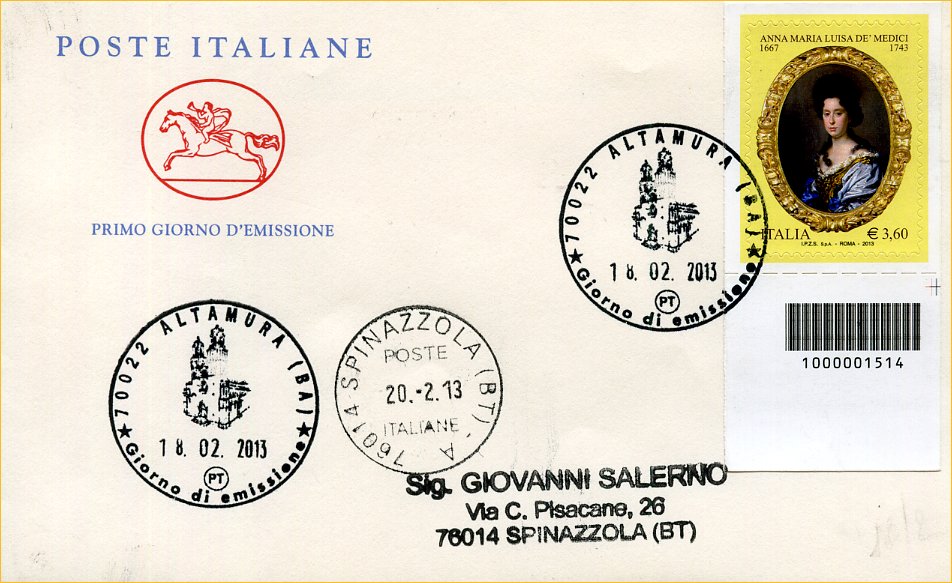 POSTE ITALIANE
PRIMO GIORNO D'EMISSIONE
ANNA MARIA LUISA DE' MEDICI
1667 1743
ITALIA € 3,60
I.P.Z.S. S.p.A. - ROMA - 2013
70022 ALTAMURA (BA)
18. 02. 2013
PT
Giorno di emissione
1000001514
70022 ALTAMURA (BA)
18. 02. 2013
PT
Giorno di emissione
76014 SPINAZZOLA (BT) - A
POSTE
20.-2.13
ITALIANE
Sig. GIOVANNI SALERNO
Via C. Pisacane, 26
76014 SPINAZZOLA (BT)